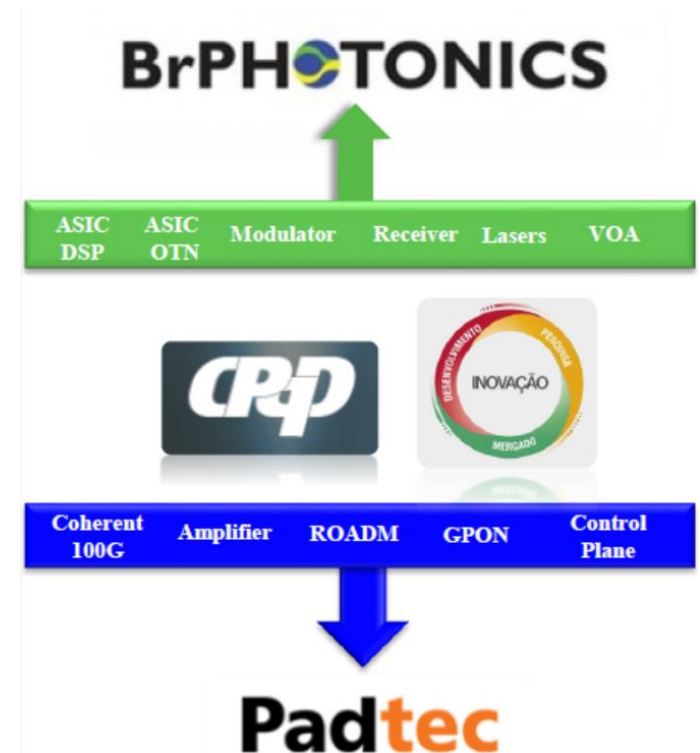 BrPHOTONICS
ASIC DSP
ASIC OTN
Modulator
Receiver
Lasers
VOA
CPqD
DESENVOLVIMENTO
PESQUISA
INOVAÇÃO
MERCADO
Coherent 100G
Amplifier
ROADM
GPON
Control Plane
Padtec